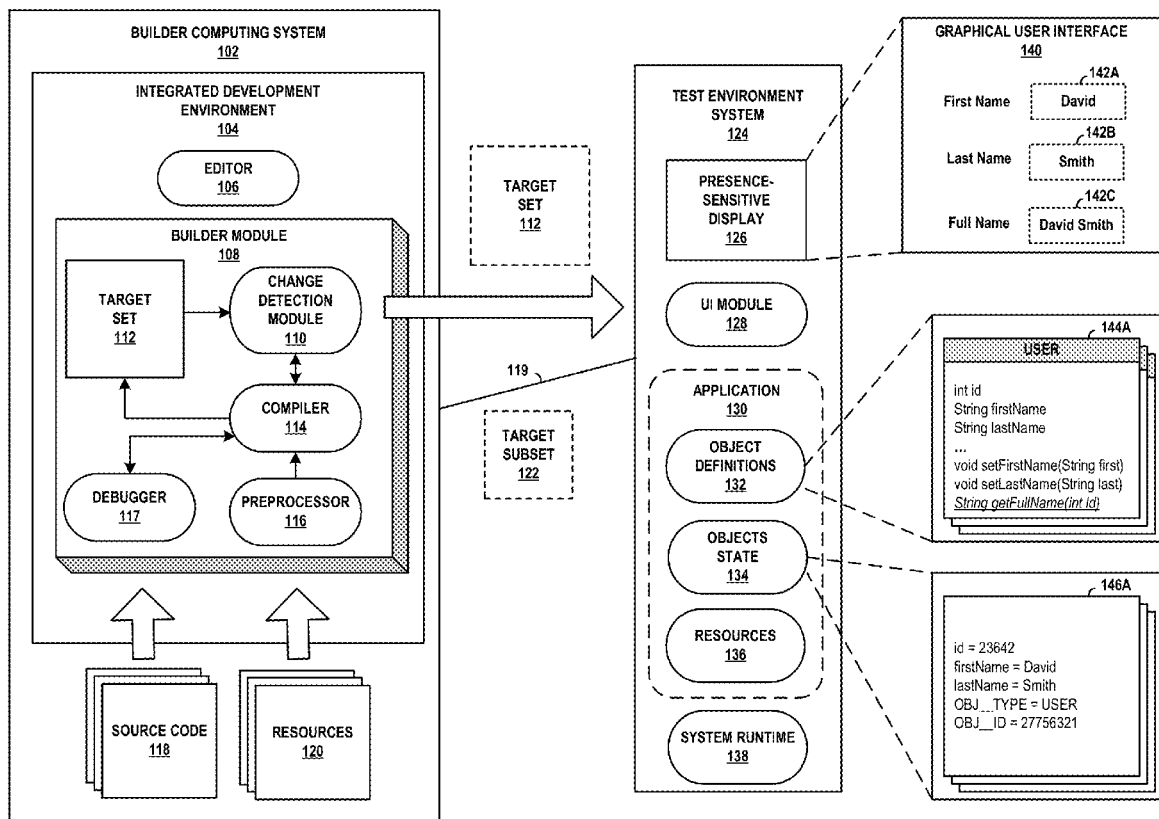 BUILDER COMPUTING SYSTEM
102
INTEGRATED DEVELOPMENT
ENVIRONMENT
104
EDITOR
106
BUILDER MODULE
108
TARGET
SET
112
CHANGE
DETECTION
MODULE
110
COMPILER
114
DEBUGGER
117
PREPROCESSOR
116
SOURCE CODE
118
RESOURCES
120
TARGET
SET
112
119
TARGET
SUBSET
122
TEST ENVIRONMENT
SYSTEM
124
PRESENCE-
SENSITIVE
DISPLAY
126
UI MODULE
128
APPLICATION
130
OBJECT
DEFINITIONS
132
OBJECTS
STATE
134
RESOURCES
136
SYSTEM RUNTIME
138
GRAPHICAL USER INTERFACE
140
142A
First Name David
142B
Last Name Smith
142C
Full Name David Smith
144A
USER
int id
String firstName
String lastName
...
void setFirstName(String first)
void setLastName(String last)
String getFullName(int id)
146A
id = 23642
firstName = David
lastName = Smith
OBJ__TYPE = USER
OBJ__ID = 27756321